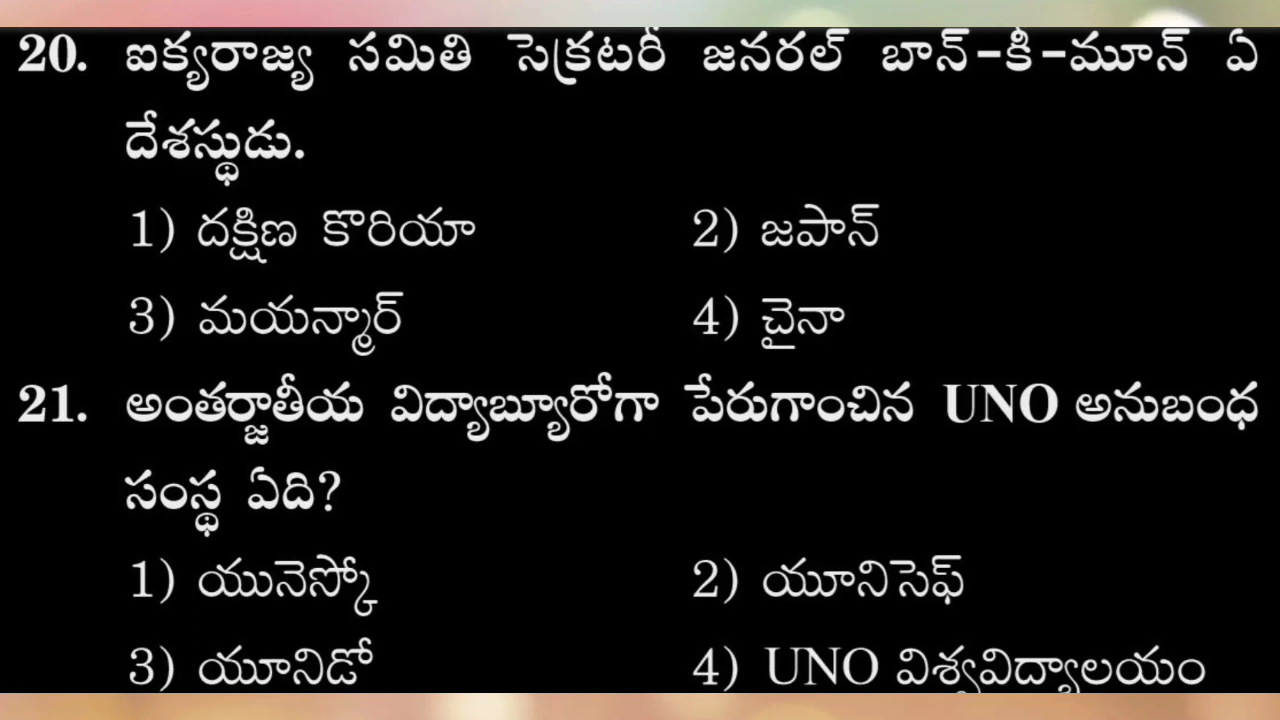 20. ఐక్యరాజ్య సమితి సెక్రటరీ జనరల్ బాన్-కీ-మూన్ ఏ
దేశస్థుడు.
1) దక్షిణ కొరియా 2) జపాన్
3) మయన్మార్ 4) చైనా
21. అంతర్జాతీయ విద్యాబ్యూరోగా పేరుగాంచిన UNO అనుబంధ
సంస్థ ఏది?
1) యునెస్కో 2) యూనిసెఫ్
3) యూనిడో 4) UNO విశ్వవిద్యాలయం